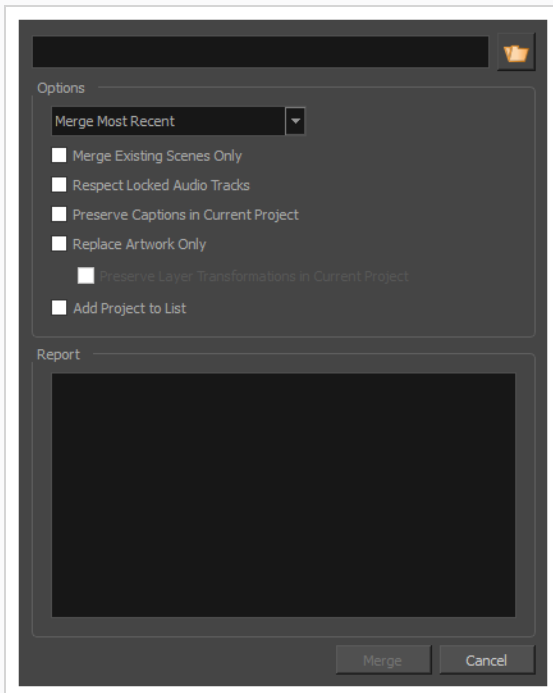 Options
Merge Most Recent
Merge Existing Scenes Only
Respect Locked Audio Tracks
Preserve Captions in Current Project
Replace Artwork Only
Preserve Layer Transformations in Current Project
Add Project to List
Report
Merge Cancel